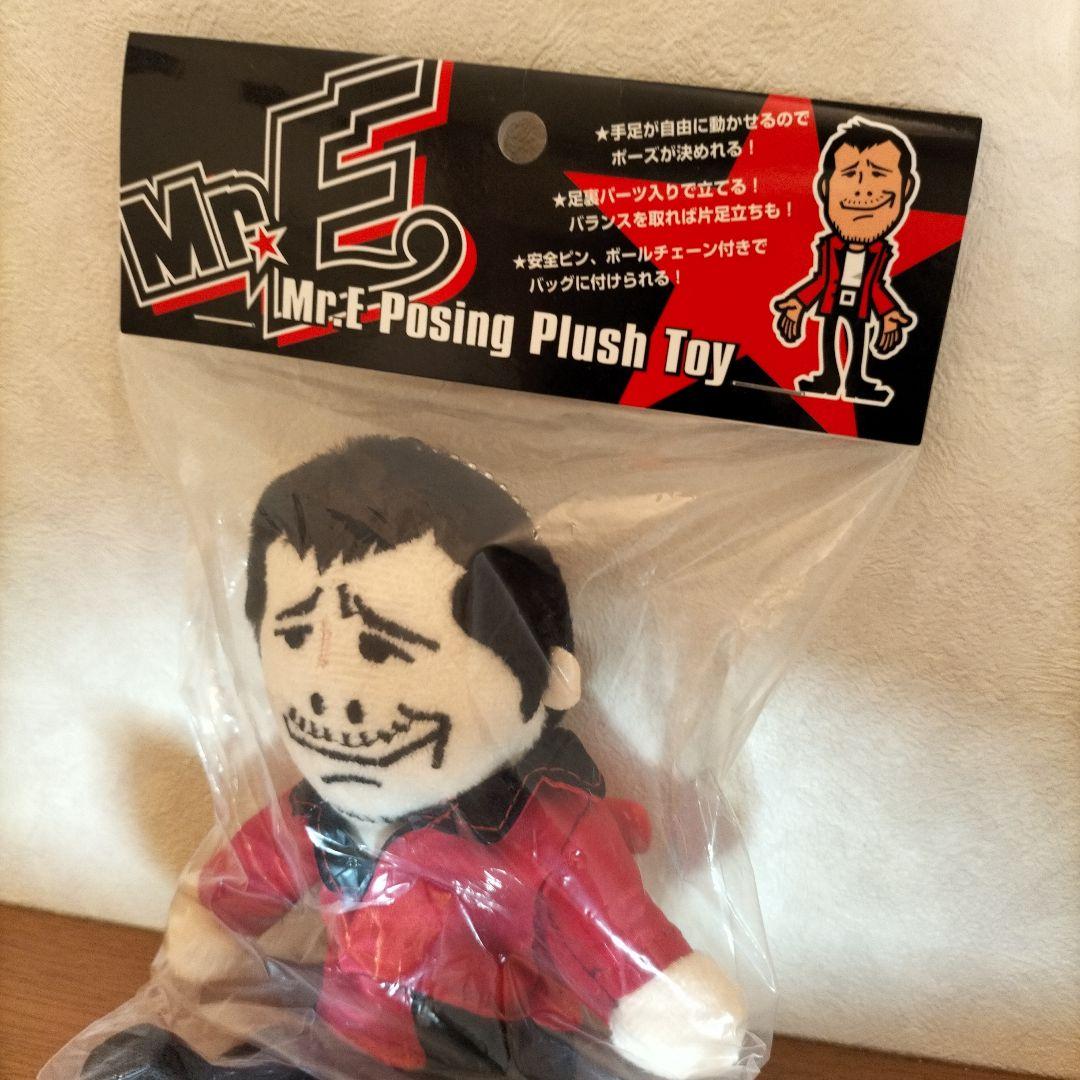 Mr.E
★手足が自由に動かせるので
ポーズが決めれる!
★足裏パーツ入りで立てる!
バランスを取れば片足立ちも!
★安全ピン、ボールチェーン付きで
バッグに付けられる!
Mr.E Posing Plush Toy